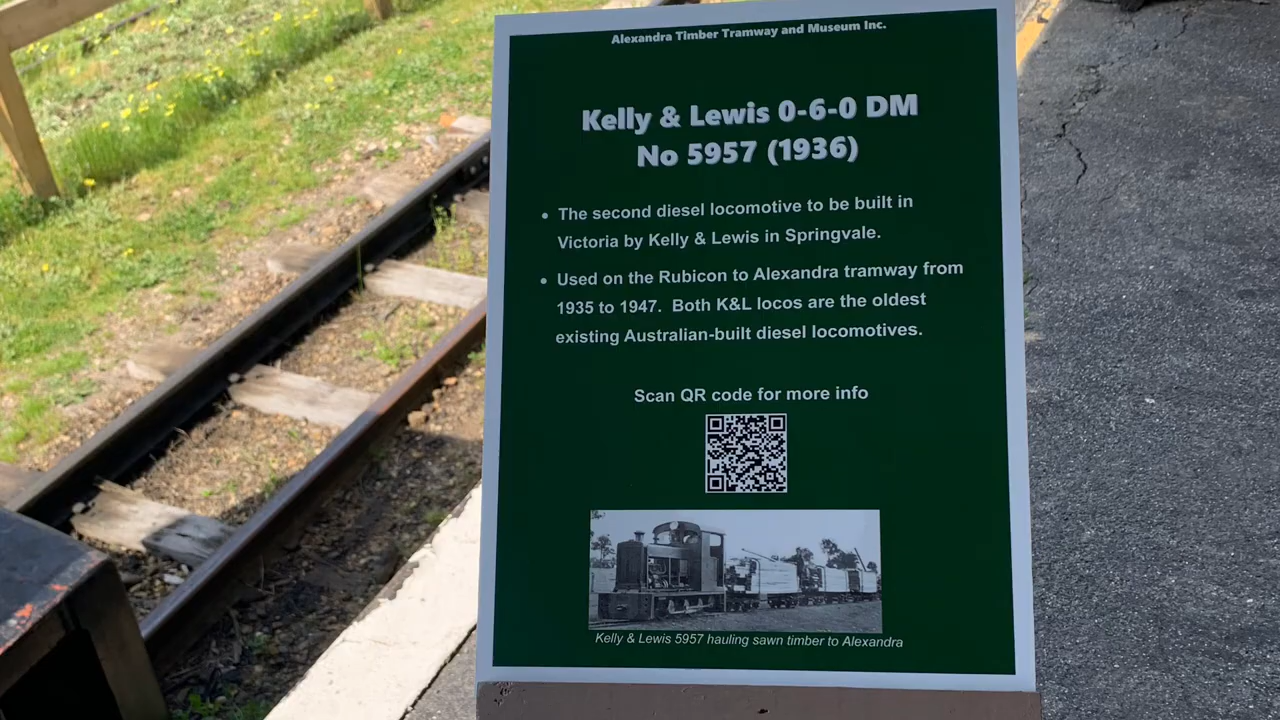 Alexandra Timber Tramway and Museum Inc.
Kelly & Lewis 0-6-0 DM
No 5957 (1936)
• The second diesel locomotive to be built in
Victoria by Kelly & Lewis in Springvale.
• Used on the Rubicon to Alexandra tramway from
1935 to 1947. Both K&L locos are the oldest
existing Australian-built diesel locomotives.
Scan QR code for more info
Kelly & Lewis 5957 hauling sawn timber to Alexandra